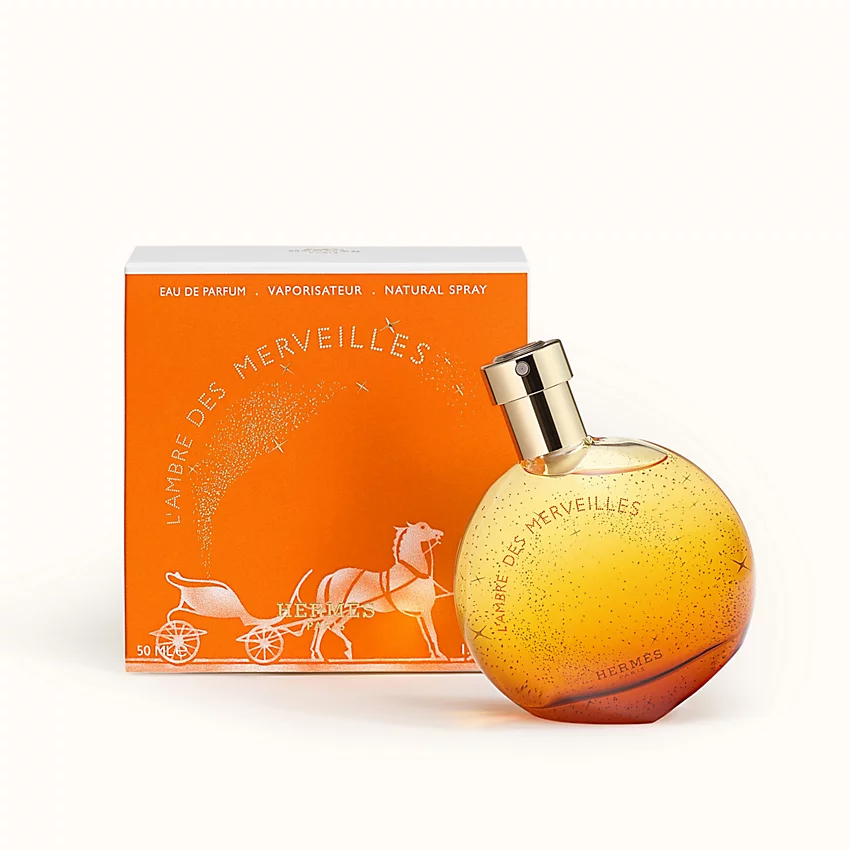 EAU DE PARFUM . VAPORISATEUR . NATURAL SPRAY
L'AMBRE DES MERVEILLES
HERMÈS
PARIS
50 ML ℮
L'AMBRE DES MERVEILLES
HERMÈS
PARIS